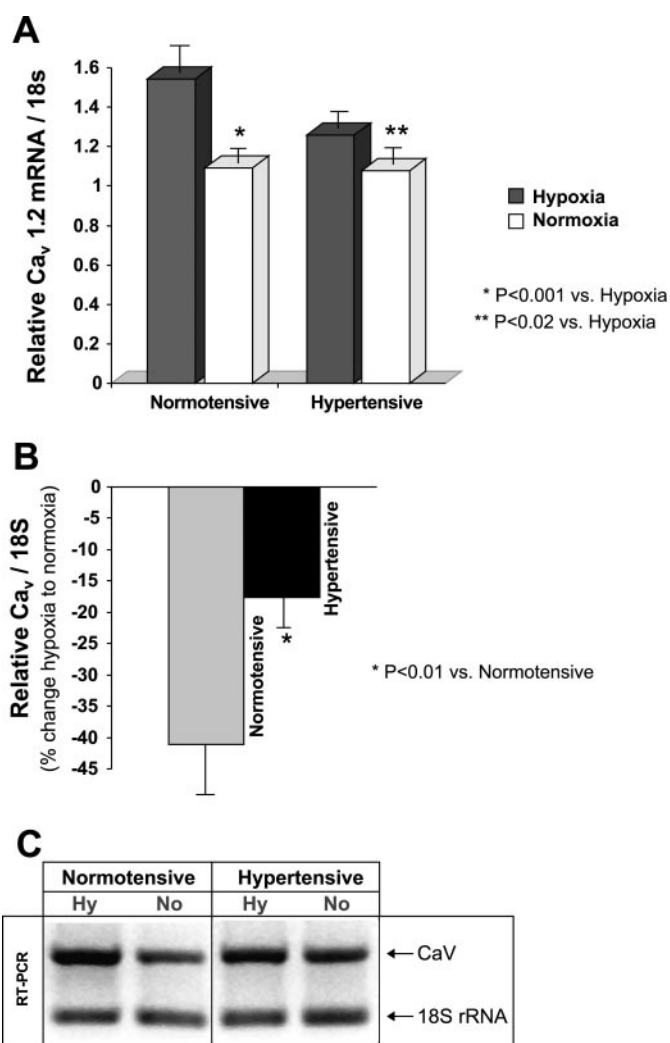 A
Relative Cav 1.2 mRNA / 18s
1.6
1.4
1.2
1
0.8
0.6
0.4
0.2
0
*
**
Normotensive
Hypertensive
Hypoxia
Normoxia
* P<0.001 vs. Hypoxia
** P<0.02 vs. Hypoxia
B
Relative Cav / 18S
(% change hypoxia to normoxia)
0
-5
-10
-15
-20
-25
-30
-35
-40
-45
Normotensive
Hypertensive
*
* P<0.01 vs. Normotensive
C
Normotensive Hypertensive
Hy No Hy No
RT-PCR
CaV
18S rRNA